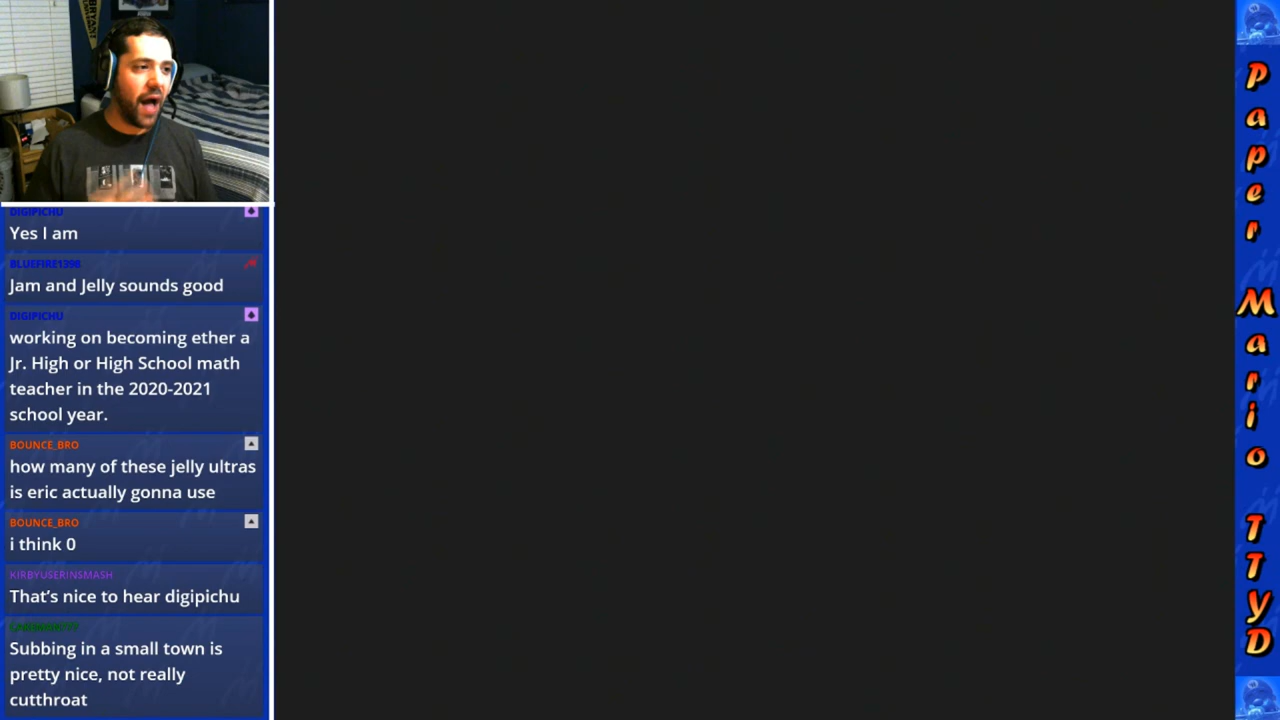 DIGIPICHU
Yes I am
BLUEFIRE1398
Jam and Jelly sounds good
DIGIPICHU
working on becoming ether a
Jr. High or High School math
teacher in the 2020-2021
school year.
BOUNCE_BRO
how many of these jelly ultras
is eric actually gonna use
BOUNCE_BRO
i think 0
KIRBYUSERINSMASH
That’s nice to hear digipichu
Subbing in a small town is
pretty nice, not really
cutthroat
Paper Mario TTYD